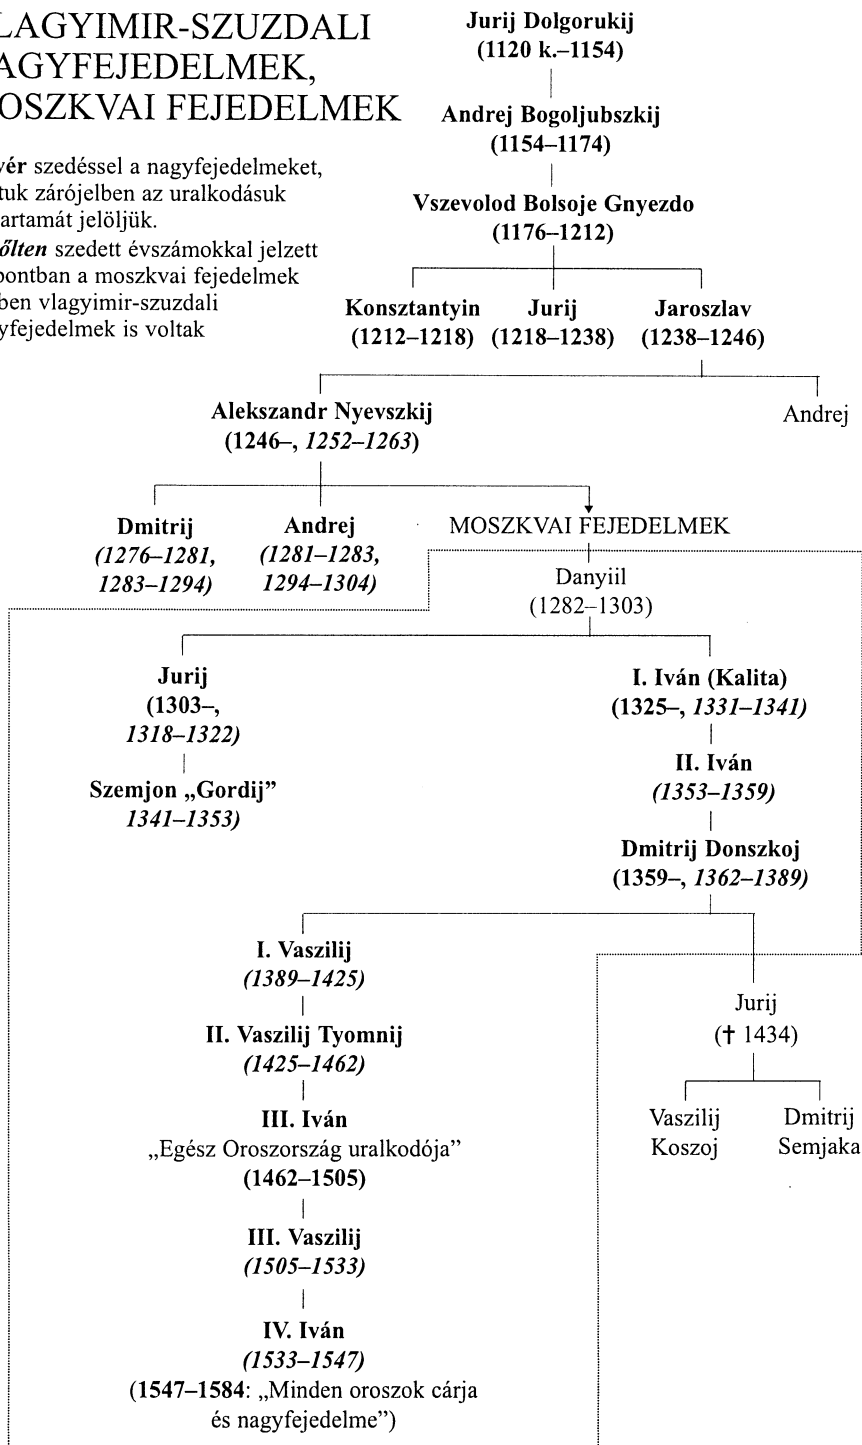 LAGYIMIR-SZUZDALI
AGYFEJEDELMEK,
OSZKVAI FEJEDELMEK
vér szedéssel a nagyfejedelmeket,
tuk zárójelben az uralkodásuk
artamát jelöljük.
őlten szedett évszámokkal jelzett
pontban a moszkvai fejedelmek
ben vlagyimir-szuzdali
yfejedelmek is voltak
Jurij Dolgorukij
(1120 k.–1154)
Andrej Bogoljubszkij
(1154–1174)
Vszevolod Bolsoje Gnyezdo
(1176–1212)
Konsztantyin Jurij Jaroszlav
(1212–1218) (1218–1238) (1238–1246)
Alekszandr Nyevszkij Andrej
(1246–, 1252–1263)
Dmitrij Andrej MOSZKVAI FEJEDELMEK
(1276–1281, (1281–1283,
1283–1294) 1294–1304)
Danyiil
(1282–1303)
Jurij I. Iván (Kalita)
(1303–, (1325–, 1331–1341)
1318–1322)
II. Iván
Szemjon „Gordij” (1353–1359)
1341–1353)
Dmitrij Donszkoj
(1359–, 1362–1389)
I. Vaszilij
(1389–1425)
Jurij
II. Vaszilij Tyomnij († 1434)
(1425–1462)
III. Iván Vaszilij Dmitrij
„Egész Oroszország uralkodója” Koszoj Semjaka
(1462–1505)
III. Vaszilij
(1505–1533)
IV. Iván
(1533–1547)
(1547–1584: „Minden oroszok cárja
és nagyfejedelme”)